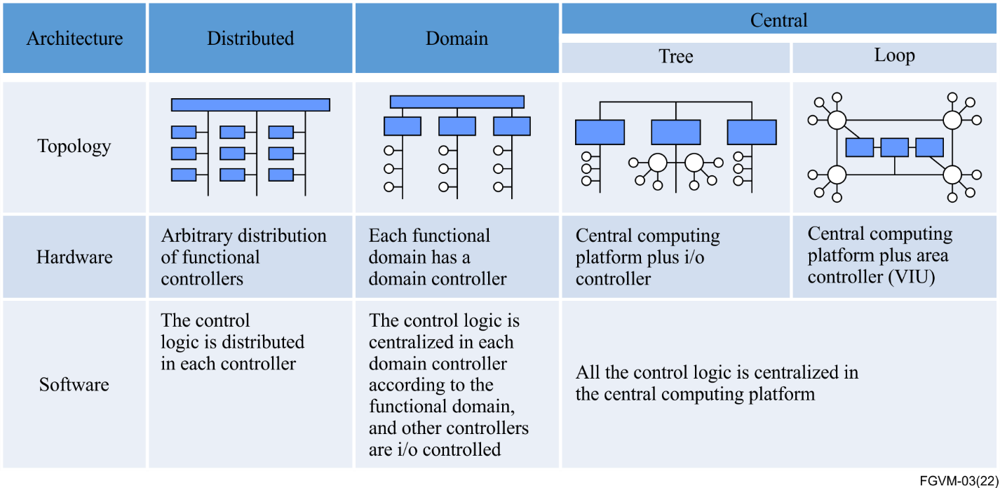 Architecture
Distributed
Domain
Central
Tree
Loop
Topology
Hardware
Arbitrary distribution
of functional
controllers
Each functional
domain has a
domain controller
Central computing
platform plus i/o
controller
Central computing
platform plus area
controller (VIU)
Software
The control
logic is distributed
in each controller
The control logic is
centralized in each
domain controller
according to the
functional domain,
and other controllers
are i/o controlled
All the control logic is centralized in
the central computing platform
FGVM-03(22)